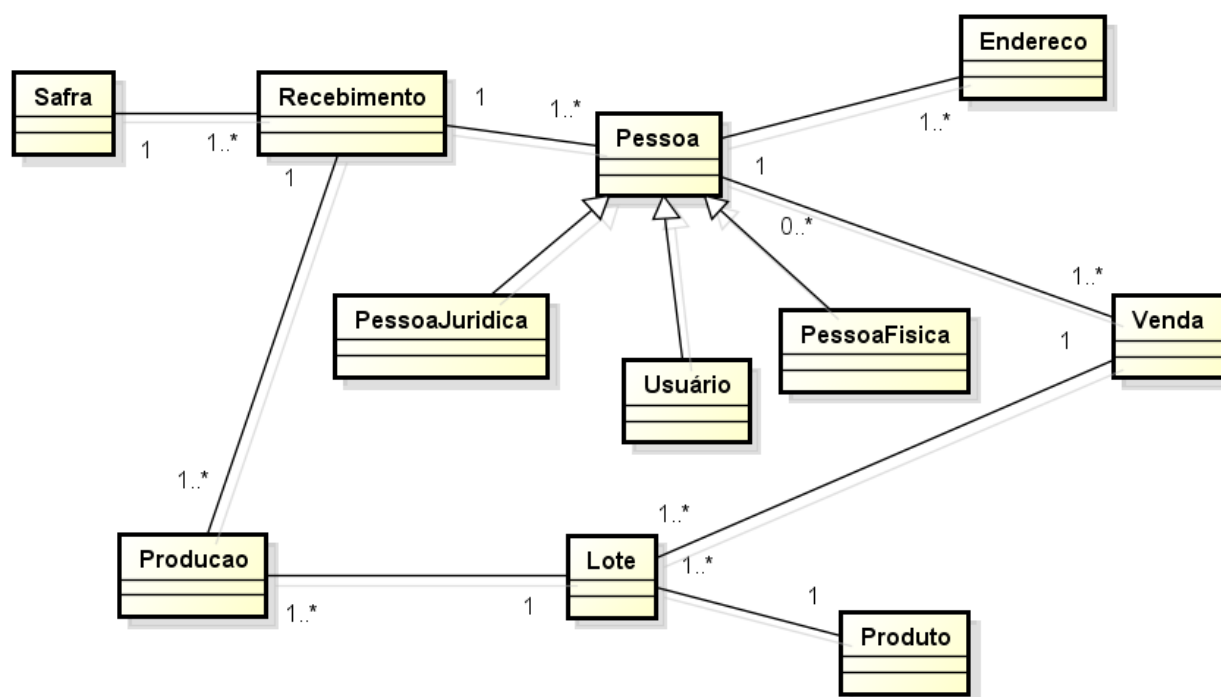 Endereco
Safra
Recebimento
1
1..*
Pessoa
1..*
1
1..*
1
1
0..*
1..*
PessoaJuridica
PessoaFisica
Venda
1
Usuário
1..*
1..*
Producao
Lote
1..*
1..*
1
1
Produto